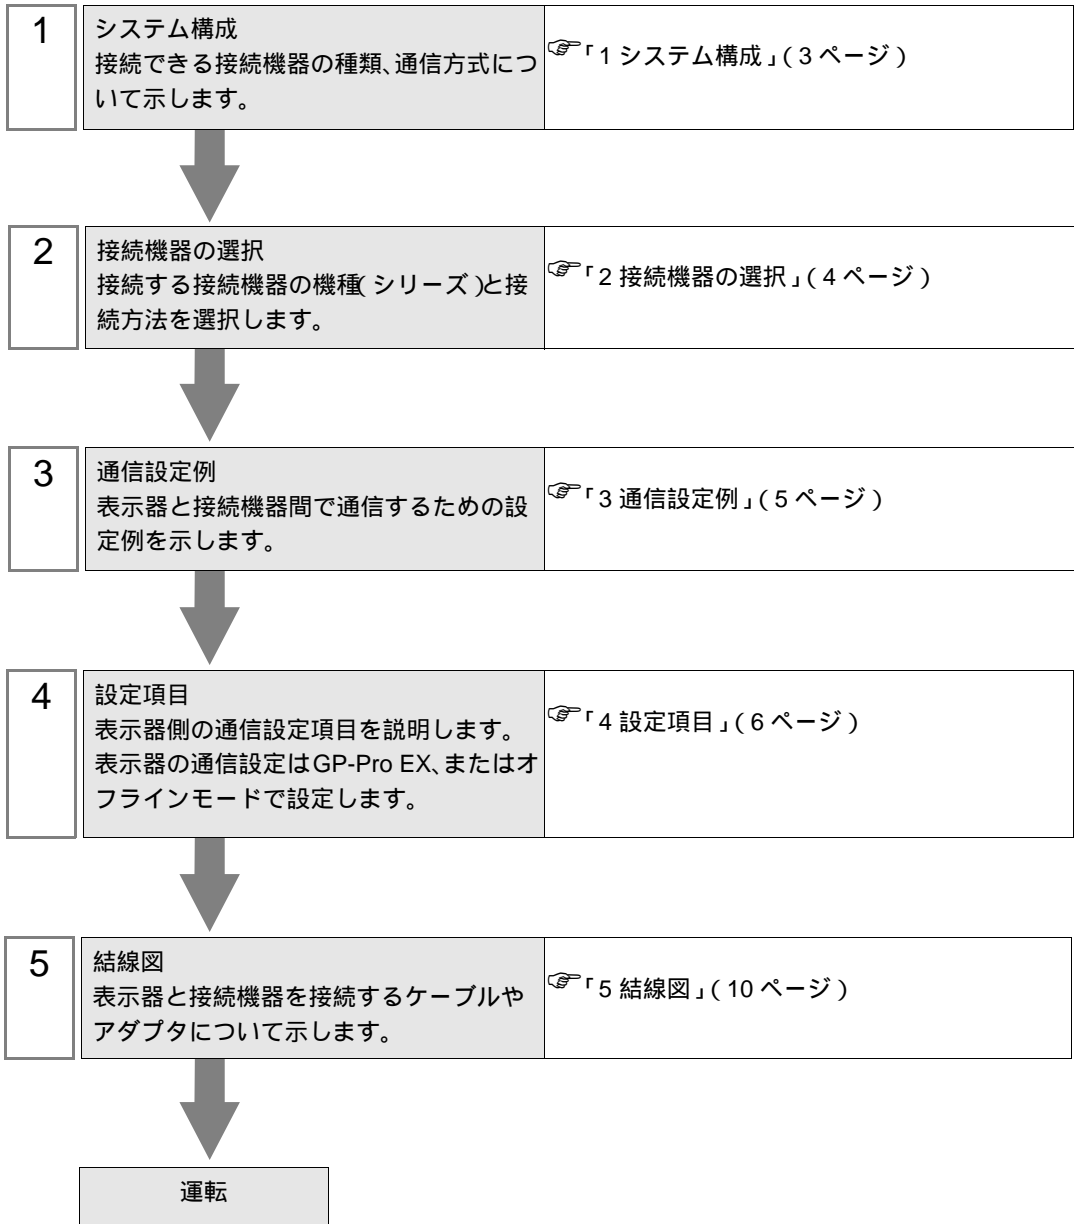 1
システム構成
接続できる接続機器の種類、通信方式につ
いて示します。
☞「1 システム構成」( 3 ページ )
2
接続機器の選択
接続する接続機器の機種( シリーズ )と接
続方法を選択します。
☞「2 接続機器の選択」( 4 ページ )
3
通信設定例
表示器と接続機器間で通信するための設
定例を示します。
☞「3 通信設定例」( 5 ページ )
4
設定項目
表示器側の通信設定項目を説明します。
表示器の通信設定はGP-Pro EX、またはオ
フラインモードで設定します。
☞「4 設定項目」( 6 ページ )
5
結線図
表示器と接続機器を接続するケーブルや
アダプタについて示します。
☞「5 結線図」( 10 ページ )
運転